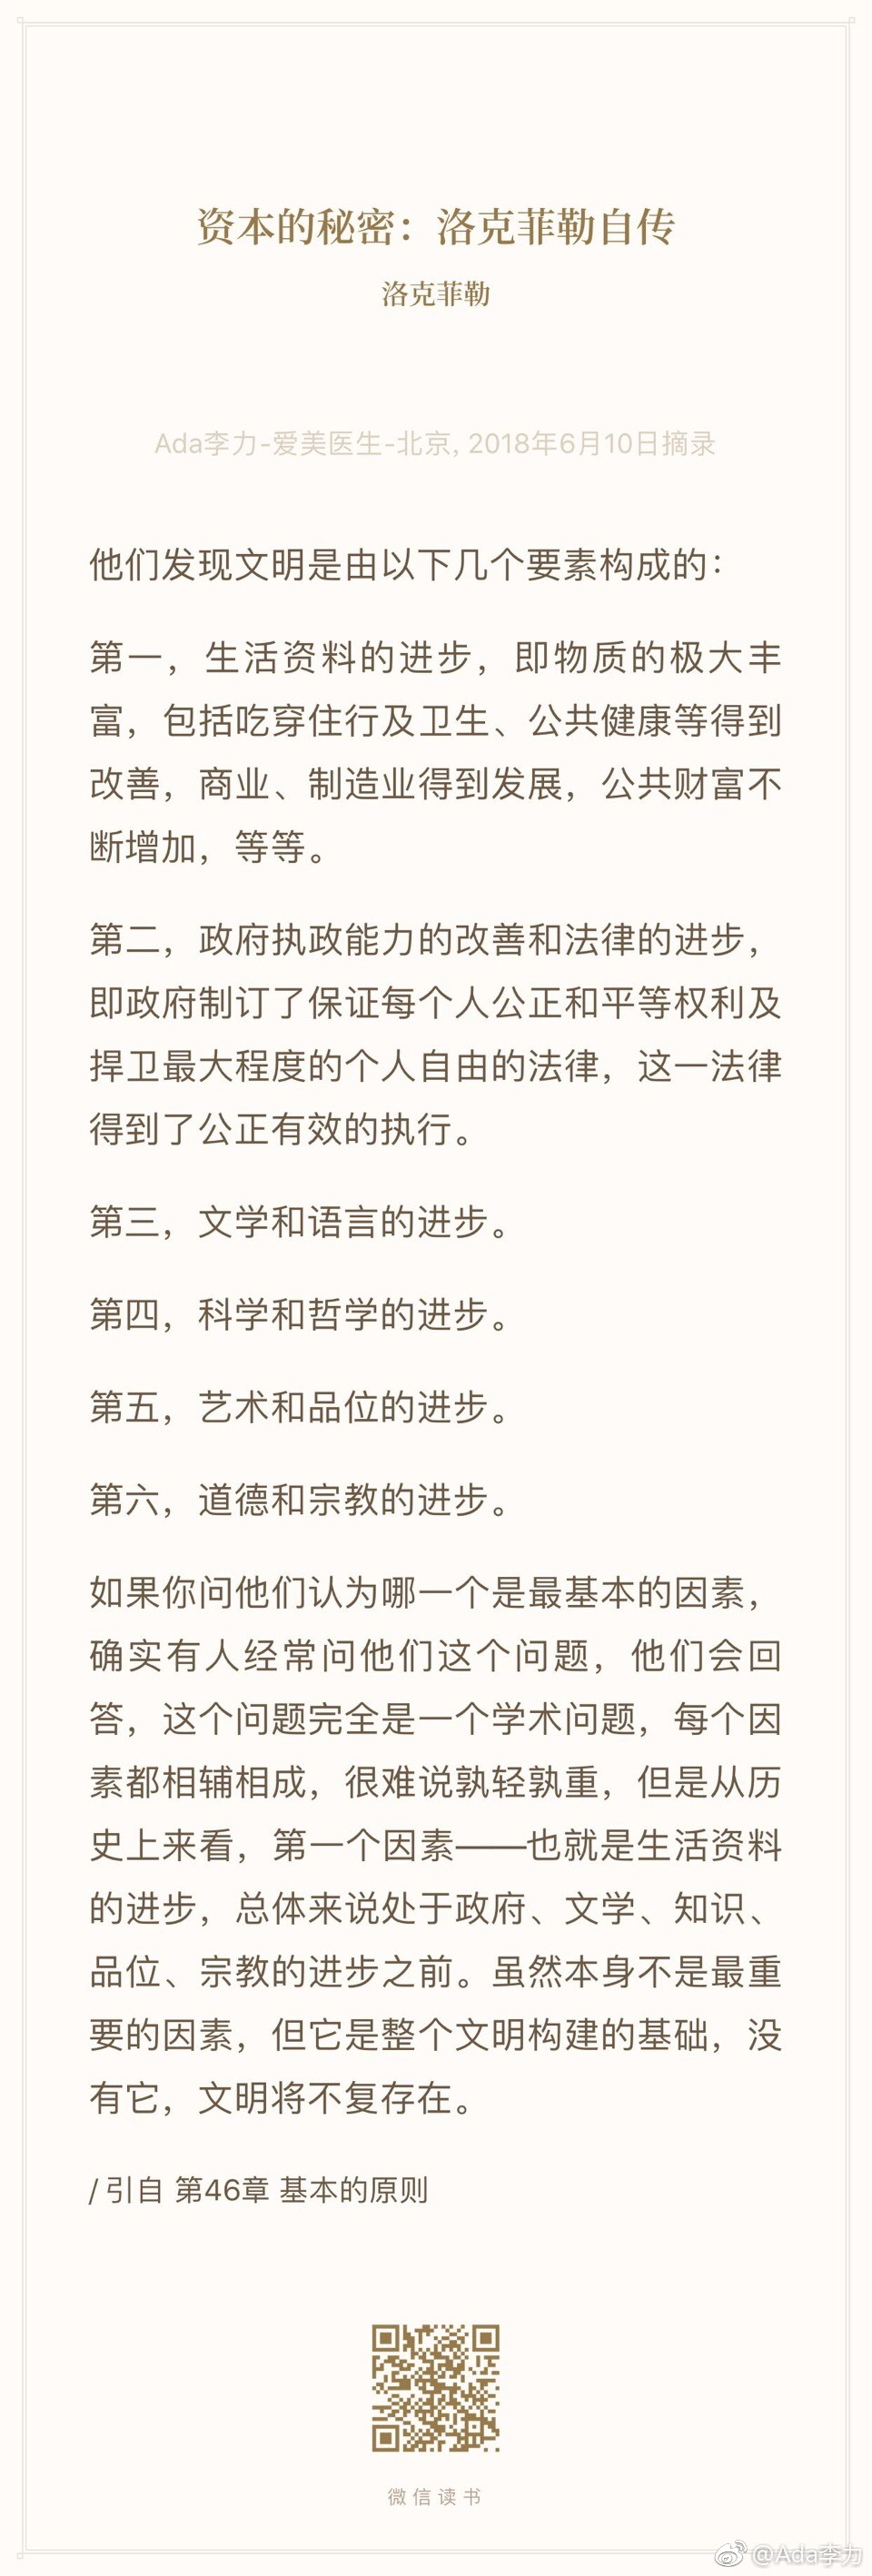 资本的秘密：洛克菲勒自传
洛克菲勒
Ada李力-爱美医生-北京, 2018年6月10日摘录
他们发现文明是由以下几个要素构成的：
第一，生活资料的进步，即物质的极大丰
富，包括吃穿住行及卫生、公共健康等得到
改善，商业、制造业得到发展，公共财富不
断增加，等等。
第二，政府执政能力的改善和法律的进步，
即政府制订了保证每个人公正和平等权利及
捍卫最大程度的个人自由的法律，这一法律
得到了公正有效的执行。
第三，文学和语言的进步。
第四，科学和哲学的进步。
第五，艺术和品位的进步。
第六，道德和宗教的进步。
如果你问他们认为哪一个是最基本的因素，
确实有人经常问他们这个问题，他们会回
答，这个问题完全是一个学术问题，每个因
素都相辅相成，很难说孰轻孰重，但是从历
史上来看，第一个因素——也就是生活资料
的进步，总体来说处于政府、文学、知识、
品位、宗教的进步之前。虽然本身不是最重
要的因素，但它是整个文明构建的基础，没
有它，文明将不复存在。
/ 引自 第46章 基本的原则
微信读书
@Ada李力